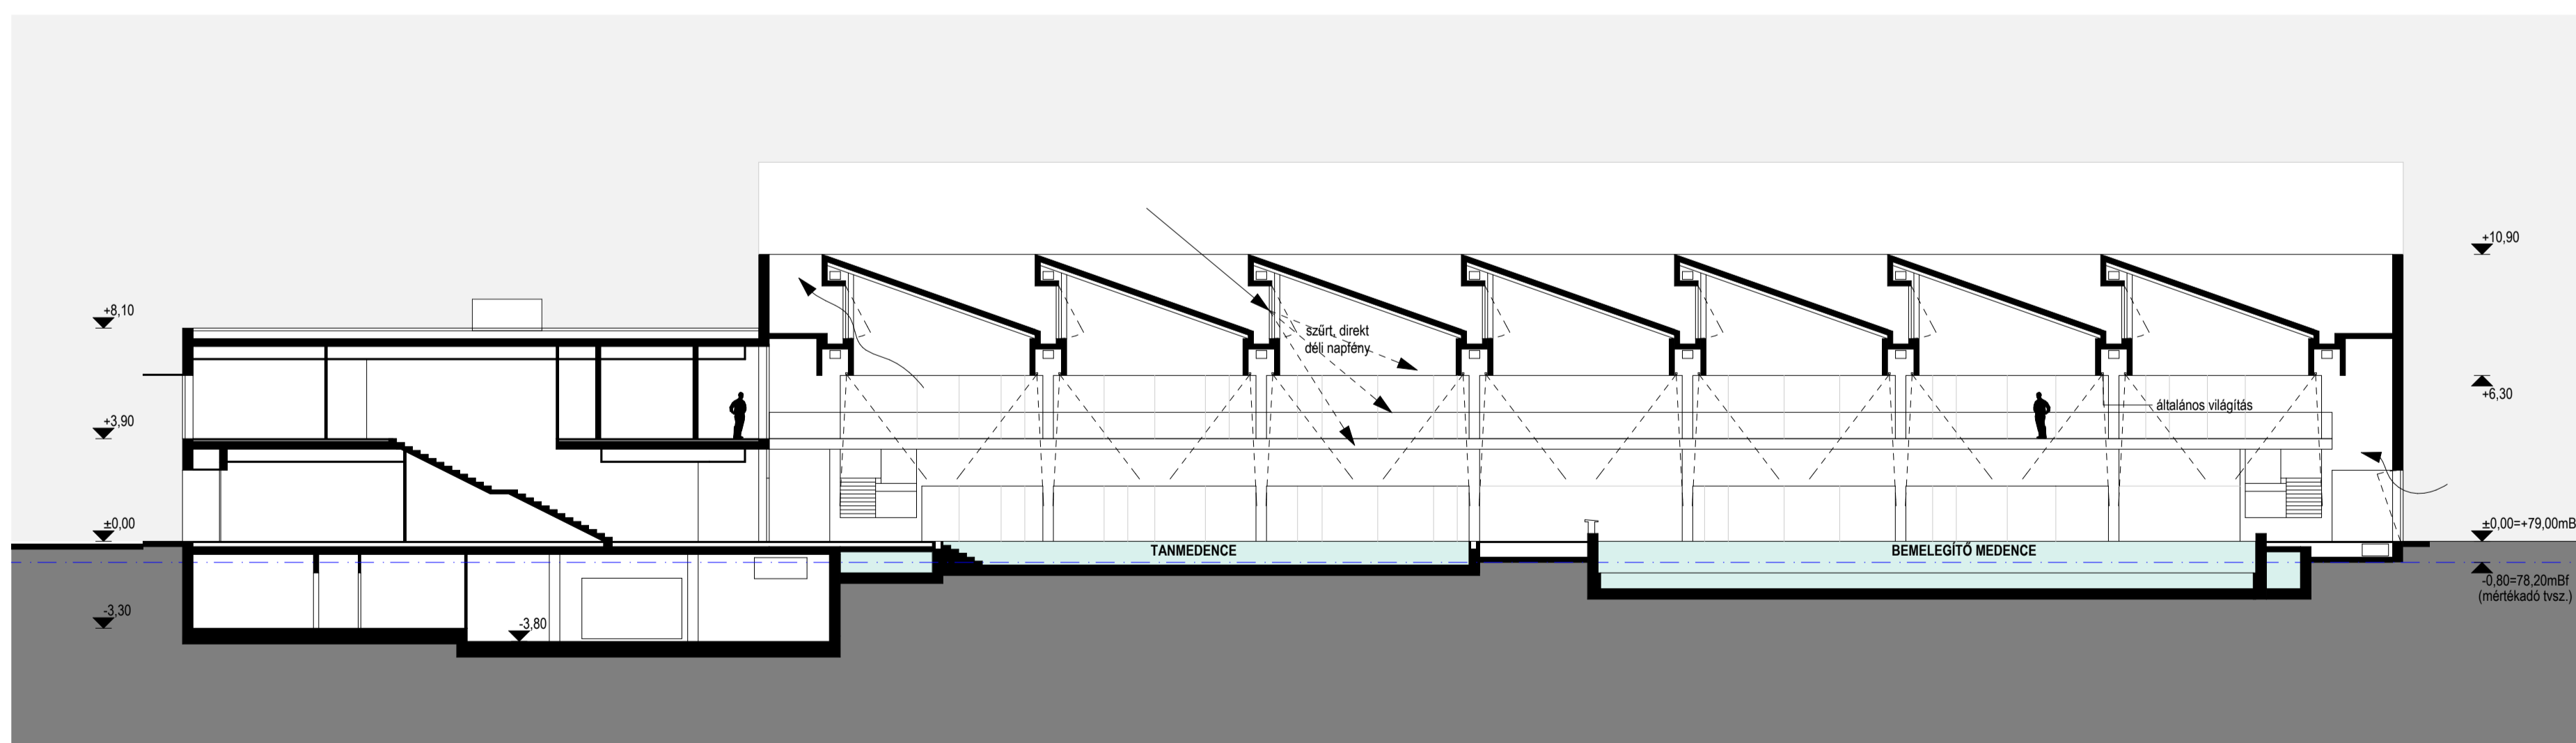 +10,90
+8,10
szűrt, direkt
déli napfény
+6,30
általános világítás
+3,90
±0,00
±0,00=+79,00mB
TANMEDENCE
BEMELEGÍTŐ MEDENCE
-0,80=78,20mBf
(mértékadó tvsz.)
-3,30
-3,80